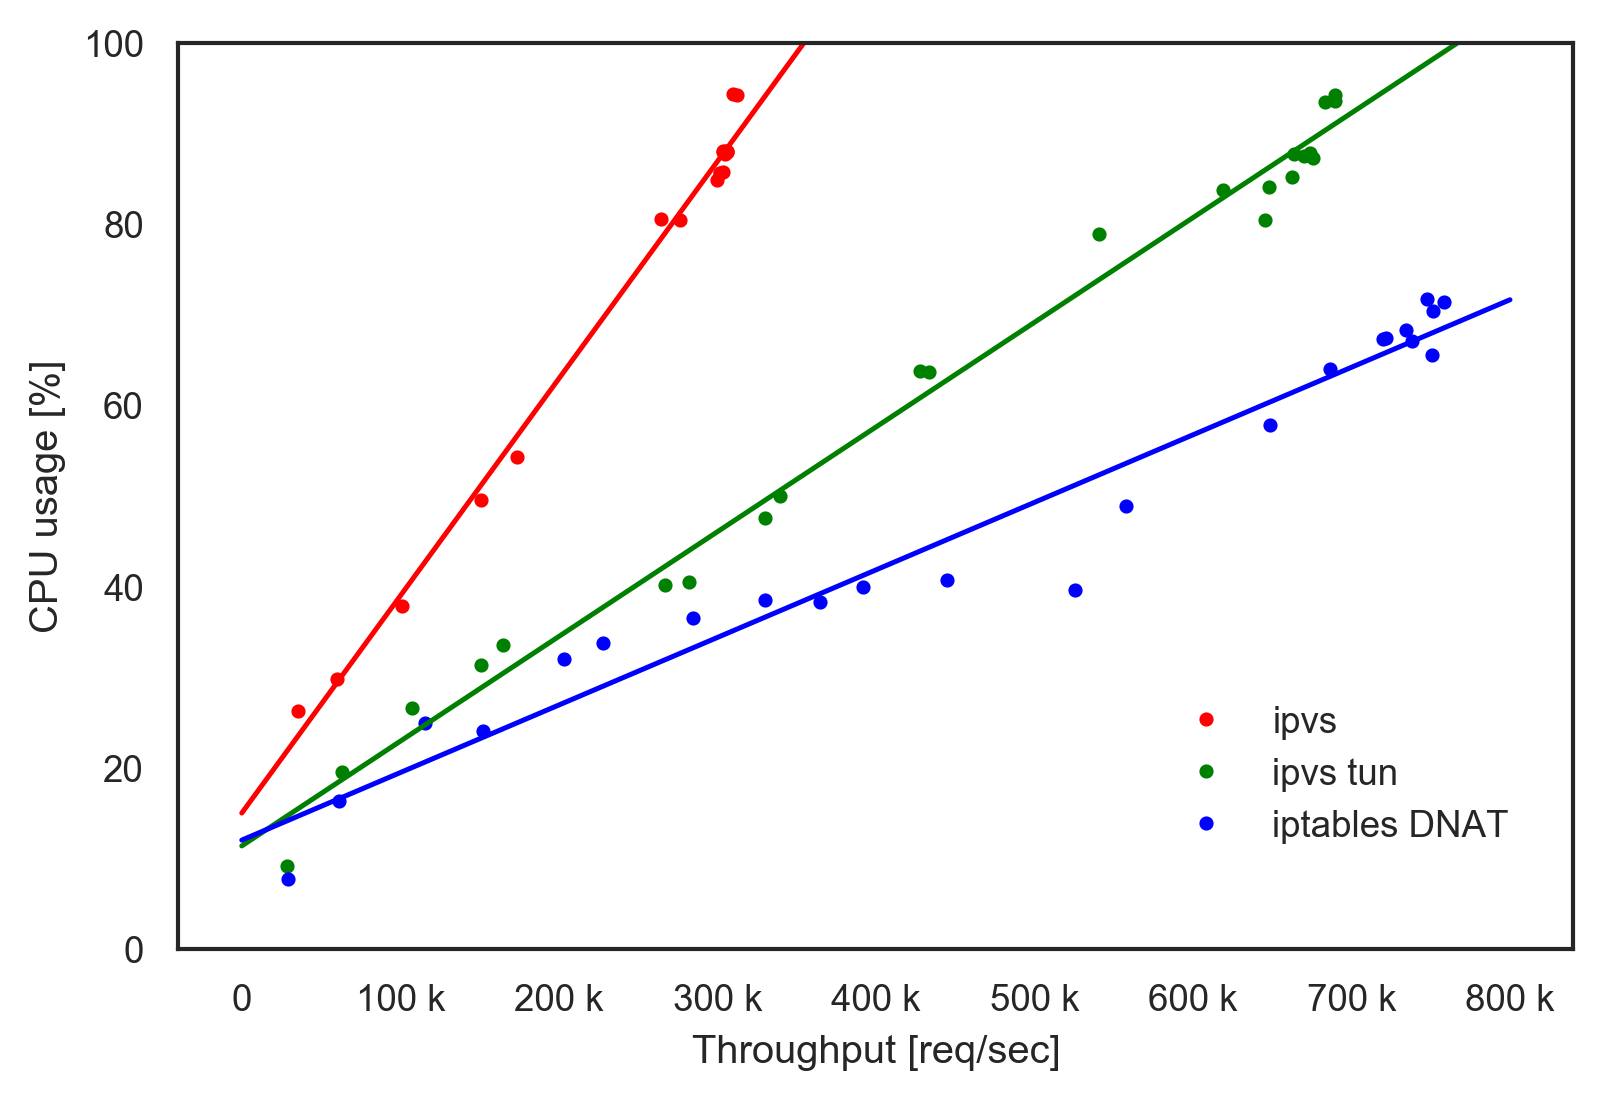 100
80
60
40
20
0
CPU usage [%]
ipvs
ipvs tun
iptables DNAT
0 100 k 200 k 300 k 400 k 500 k 600 k 700 k 800 k
Throughput [req/sec]